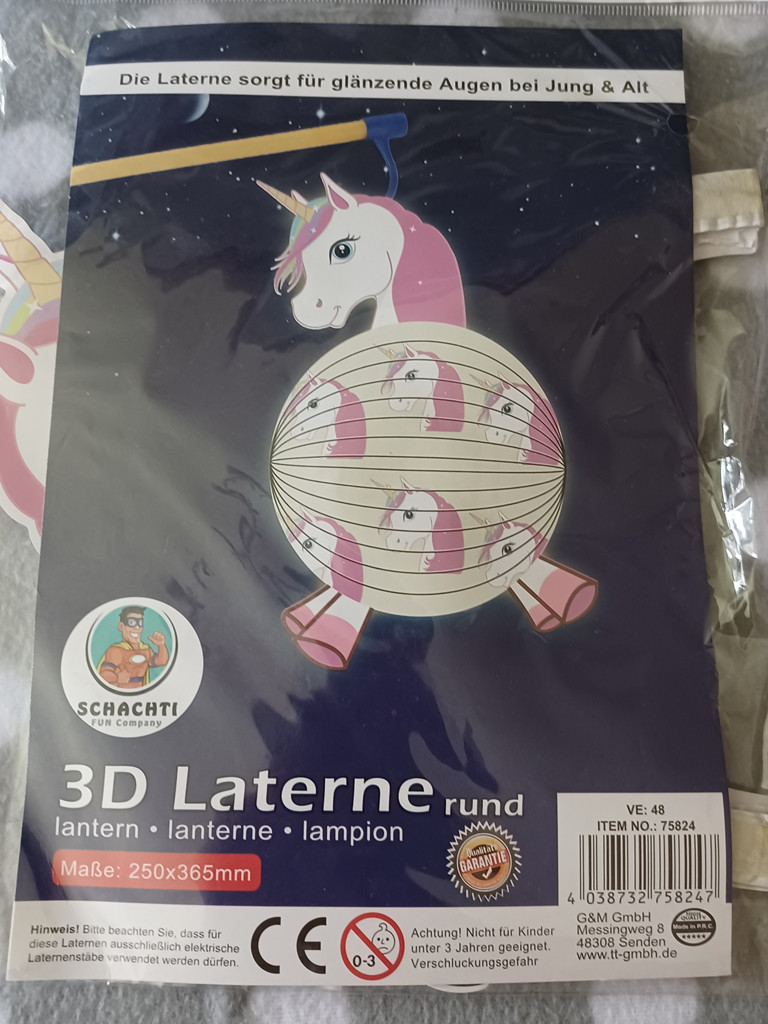 Die Laterne sorgt für glänzende Augen bei Jung & Alt
SCHACHTI
FUN Company
3D Laterne rund
lantern • lanterne • lampion
Maße: 250x365mm
Qualitäts
GARANTIE
VE: 48
ITEM NO.: 75824
4 038732 758247
Hinweis! Bitte beachten Sie, dass für
diese Laternen ausschließlich elektrische
Laternenstäbe verwendet werden dürfen.
CE
0-3
Achtung! Nicht für Kinder
unter 3 Jahren geeignet.
Verschluckungsgefahr
G&M GmbH
Messingweg 8
48308 Senden
www.tt-gmbh.de
HIGH
QUALITY
Made in P.R.C.